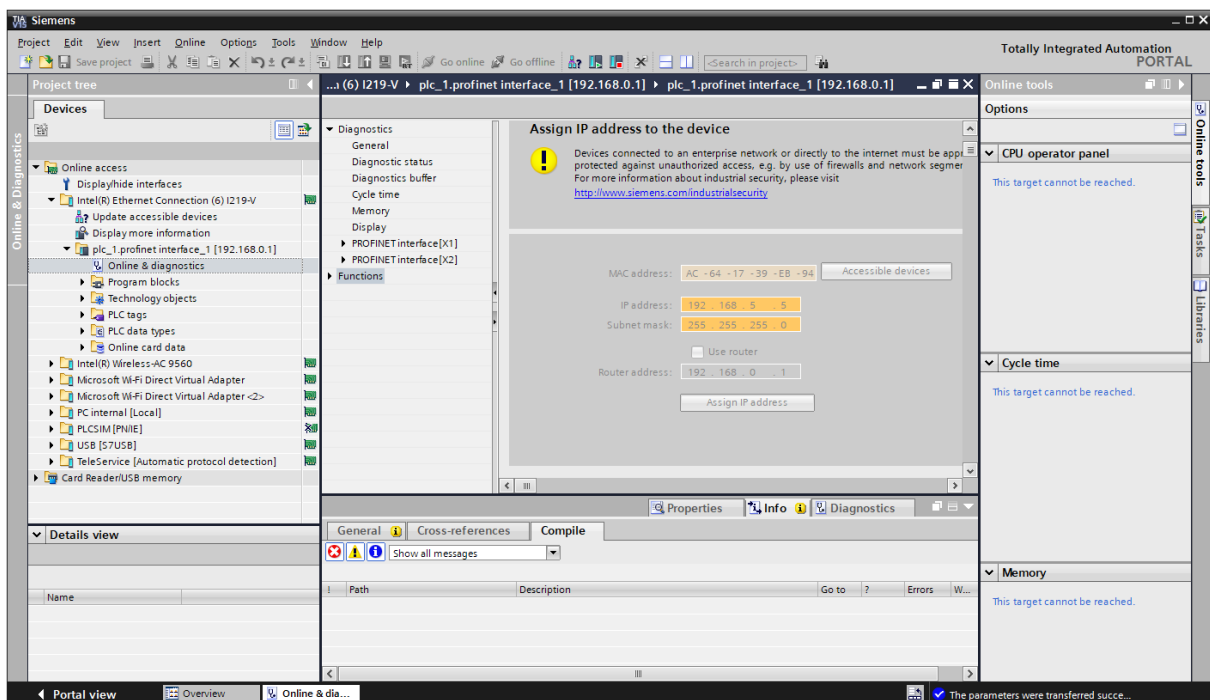 Siemens
Project Edit View Insert Online Options Tools Window Help
Totally Integrated Automation
PORTAL
Save project Go online Go offline <Search in project>
Project tree
...) (6) I219-V plc_1.profinet interface_1 [192.168.0.1] plc_1.profinet interface_1 [192.168.0.1]
Online tools
Devices
Options
Online & Diagnostics
Online access
Display/hide interfaces
Intel(R) Ethernet Connection (6) I219-V
Update accessible devices
Display more information
plc_1.profinet interface_1 [192.168.0.1]
Online & diagnostics
Program blocks
Technology objects
PLC tags
PLC data types
Online card data
Intel(R) Wireless-AC 9560
Microsoft Wi-Fi Direct Virtual Adapter
Microsoft Wi-Fi Direct Virtual Adapter <2>
PC internal [Local]
PLCSIM [PN/IE]
USB [S7USB]
TeleService [Automatic protocol detection]
Card Reader/USB memory
Details view
Name
Diagnostics
General
Diagnostic status
Diagnostics buffer
Cycle time
Memory
Display
PROFINET interface [X1]
PROFINET interface [X2]
Functions
Assign IP address to the device
Devices connected to an enterprise network or directly to the internet must be appr
protected against unauthorized access, e.g. by use of firewalls and network segmer
For more information about industrial security, please visit
http://www.siemens.com/industrialsecurity
MAC address: AC -64 -17 -39 -EB -94 Accessible devices
IP address: 192 . 168 . 5 . 5
Subnet mask: 255 . 255 . 255 . 0
Use router
Router address: 192 . 168 . 0 . 1
Assign IP address
Properties Info Diagnostics
General Cross-references Compile
Show all messages
! Path Description Go to ? Errors W...
CPU operator panel
This target cannot be reached.
Cycle time
This target cannot be reached.
Memory
This target cannot be reached.
Online tools
Tasks
Libraries
Portal view Overview Online & dia...
The parameters were transferred succe...